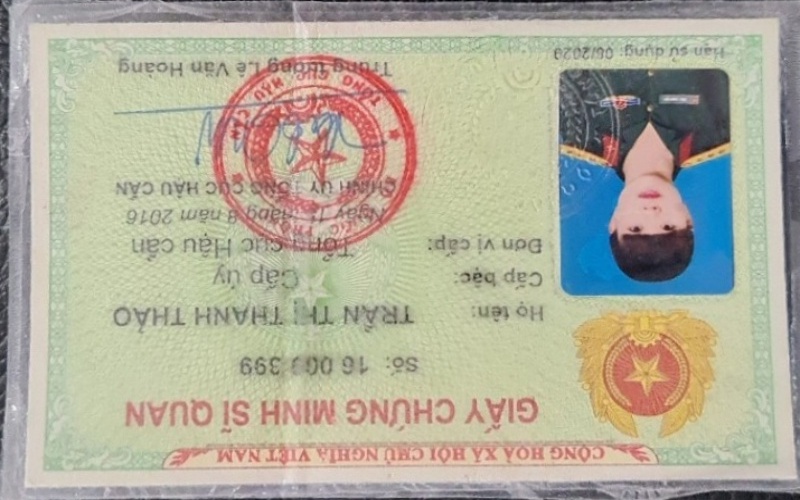 CỘNG HOÀ XÃ HỘI CHỦ NGHĨA VIỆT NAM
GIẤY CHỨNG MINH SĨ QUAN
Số: 16 009 399
Họ tên: TRẦN THỊ THANH THẢO
Cấp bậc: Cấp úy
Đơn vị cấp: Tổng cục Hậu cần
Ngày 11 tháng 8 năm 2016
CHÍNH ỦY TỔNG CỤC HẬU CẦN
TỔNG CỤC HẬU CẦN
Trung tướng Lê Văn Hoàng
Hạn sử dụng: 08/2020